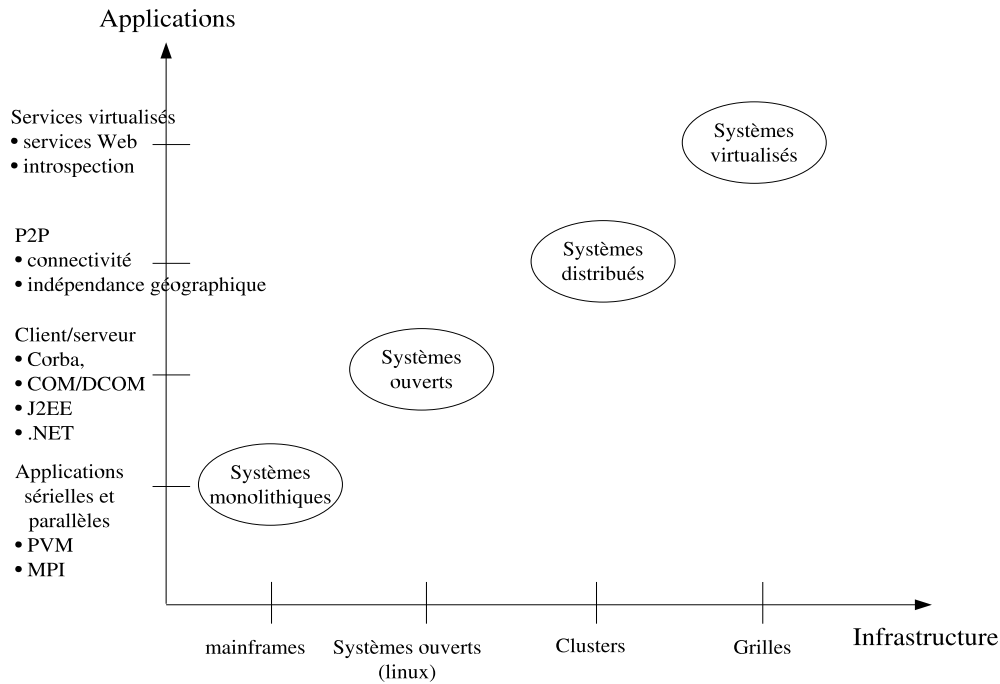 Applications
Services virtualisés
• services Web
• introspection
Systèmes
virtualisés
P2P
• connectivité
• indépendance géographique
Systèmes
distribués
Client/serveur
• Corba,
• COM/DCOM
• J2EE
• .NET
Systèmes
ouverts
Applications
sérielles et
parallèles
• PVM
• MPI
Systèmes
monolithiques
mainframes
Systèmes ouverts
(linux)
Clusters
Grilles
Infrastructure